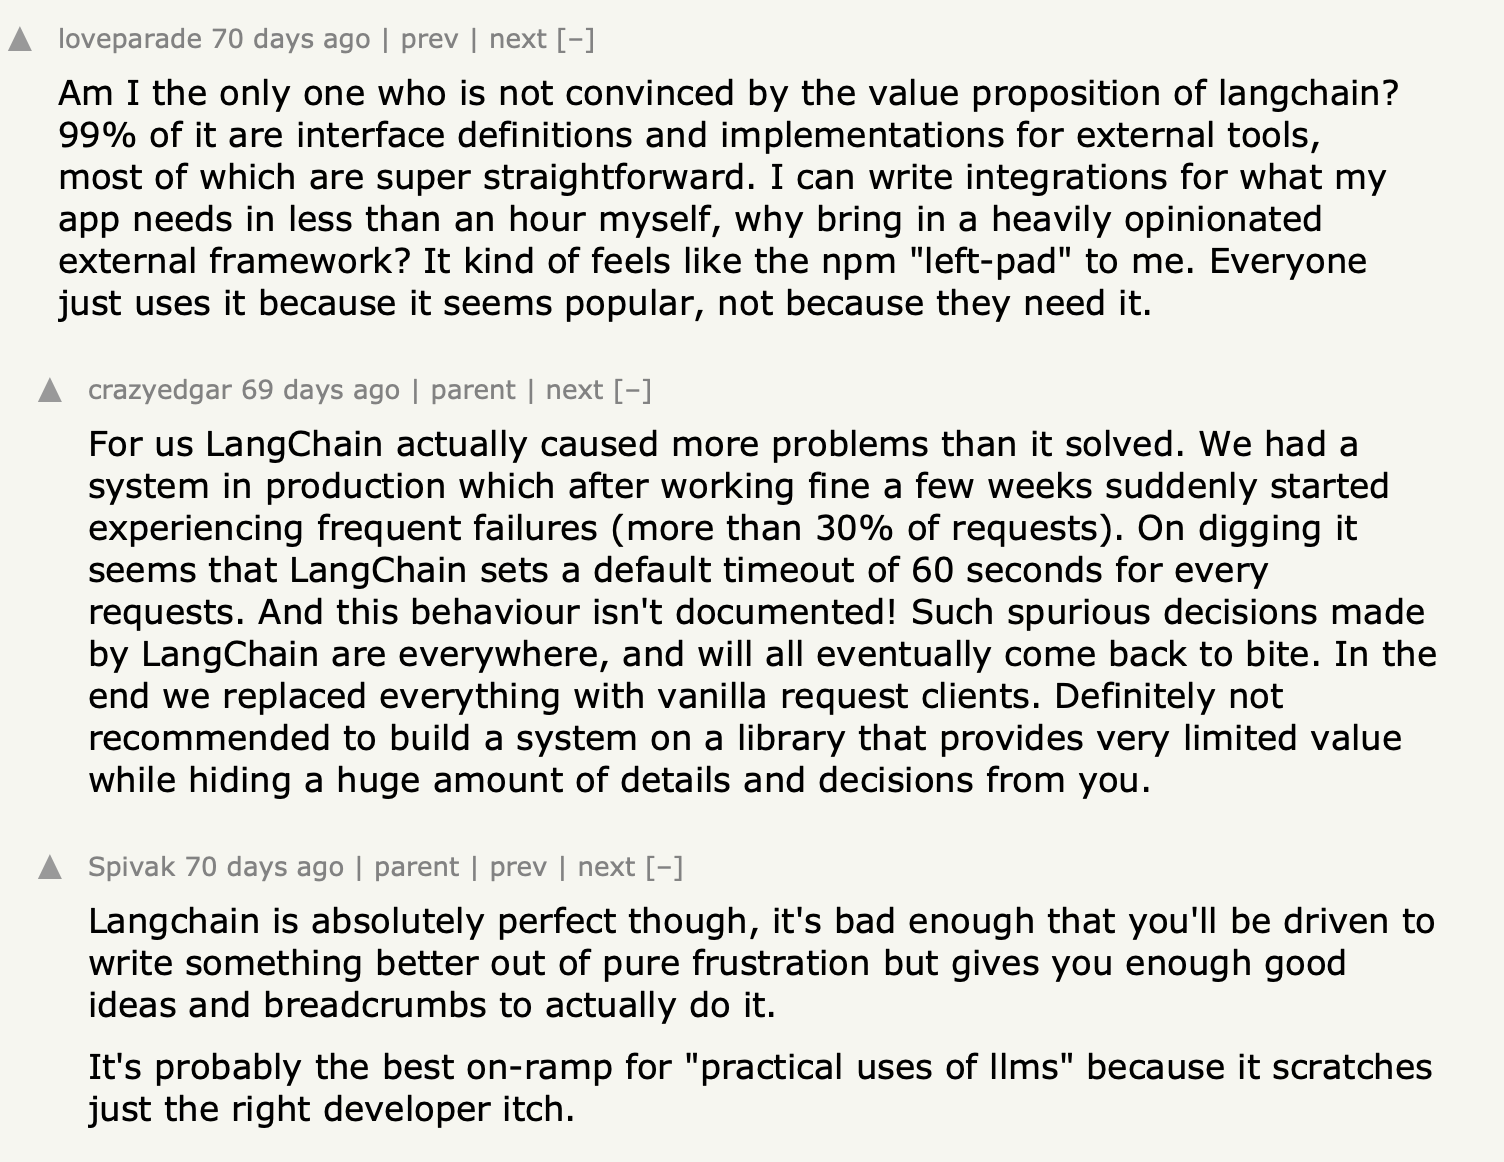 ▲ loveparade 70 days ago | prev | next [–]
Am I the only one who is not convinced by the value proposition of langchain?
99% of it are interface definitions and implementations for external tools,
most of which are super straightforward. I can write integrations for what my
app needs in less than an hour myself, why bring in a heavily opinionated
external framework? It kind of feels like the npm "left-pad" to me. Everyone
just uses it because it seems popular, not because they need it.
▲ crazyedgar 69 days ago | parent | next [–]
For us LangChain actually caused more problems than it solved. We had a
system in production which after working fine a few weeks suddenly started
experiencing frequent failures (more than 30% of requests). On digging it
seems that LangChain sets a default timeout of 60 seconds for every
requests. And this behaviour isn't documented! Such spurious decisions made
by LangChain are everywhere, and will all eventually come back to bite. In the
end we replaced everything with vanilla request clients. Definitely not
recommended to build a system on a library that provides very limited value
while hiding a huge amount of details and decisions from you.
▲ Spivak 70 days ago | parent | prev | next [–]
Langchain is absolutely perfect though, it's bad enough that you'll be driven to
write something better out of pure frustration but gives you enough good
ideas and breadcrumbs to actually do it.
It's probably the best on-ramp for "practical uses of llms" because it scratches
just the right developer itch.